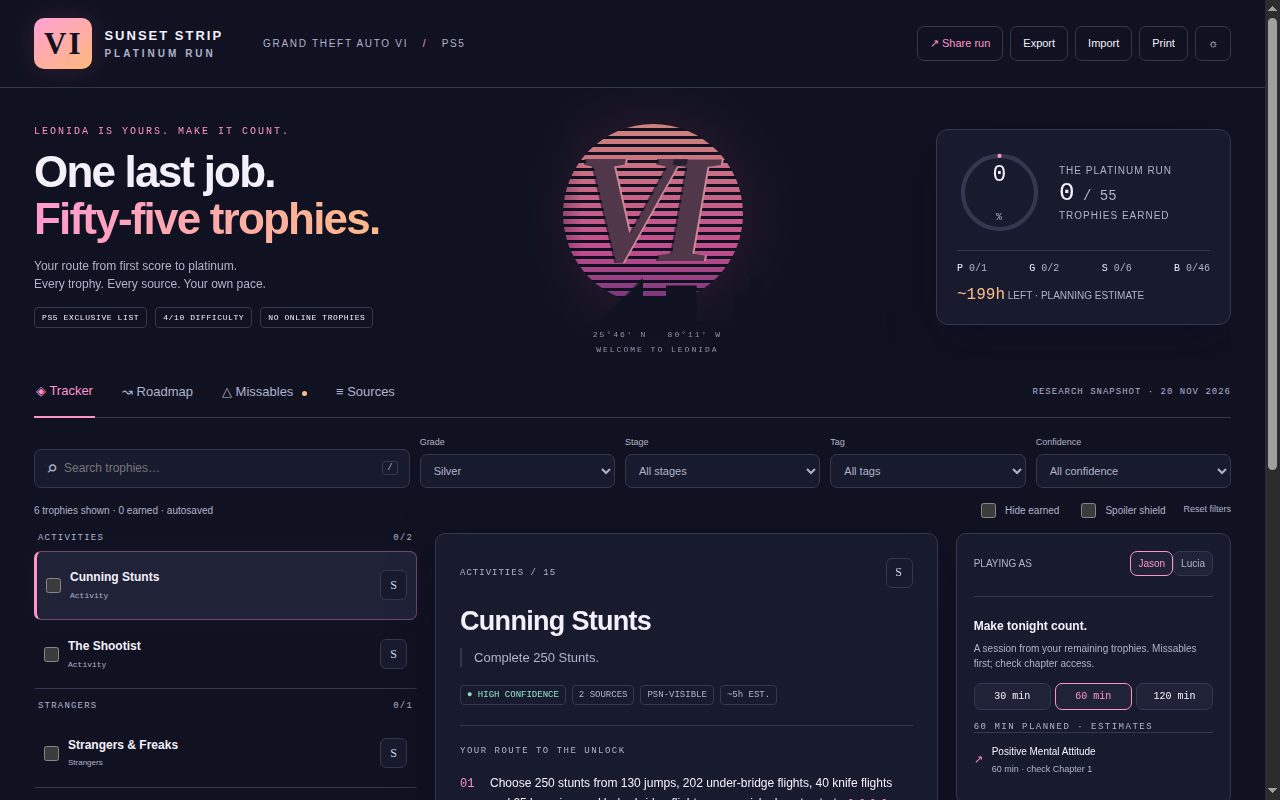 VI
SUNSET STRIP
PLATINUM RUN
GRAND THEFT AUTO VI / PS5
↗ Share run
Export
Import
Print
☼
LEONIDA IS YOURS. MAKE IT COUNT.
One last job.
Fifty-five trophies.
Your route from first score to platinum.
Every trophy. Every source. Your own pace.
PS5 EXCLUSIVE LIST
4/10 DIFFICULTY
NO ONLINE TROPHIES
VI
25°46' N 80°11' W
WELCOME TO LEONIDA
0
%
THE PLATINUM RUN
0 / 55
TROPHIES EARNED
P 0/1 G 0/2 S 0/6 B 0/46
~199h LEFT · PLANNING ESTIMATE
◈ Tracker
↝ Roadmap
△ Missables
≡ Sources
RESEARCH SNAPSHOT · 20 NOV 2026
Search trophies…
/
Grade
Silver
Stage
All stages
Tag
All tags
Confidence
All confidence
6 trophies shown · 0 earned · autosaved
Hide earned
Spoiler shield
Reset filters
ACTIVITIES 0/2
Cunning Stunts
Activity
S
The Shootist
Activity
S
STRANGERS 0/1
Strangers & Freaks
Strangers
S
ACTIVITIES / 15
S
Cunning Stunts
Complete 250 Stunts.
● HIGH CONFIDENCE
2 SOURCES
PSN-VISIBLE
~5h EST.
YOUR ROUTE TO THE UNLOCK
01 Choose 250 stunts from 130 jumps, 202 under-bridge flights, 40 knife flights
PLAYING AS
Jason
Lucia
Make tonight count.
A session from your remaining trophies. Missables
first; check chapter access.
30 min
60 min
120 min
60 MIN PLANNED · ESTIMATES
↗ Positive Mental Attitude
60 min · check Chapter 1